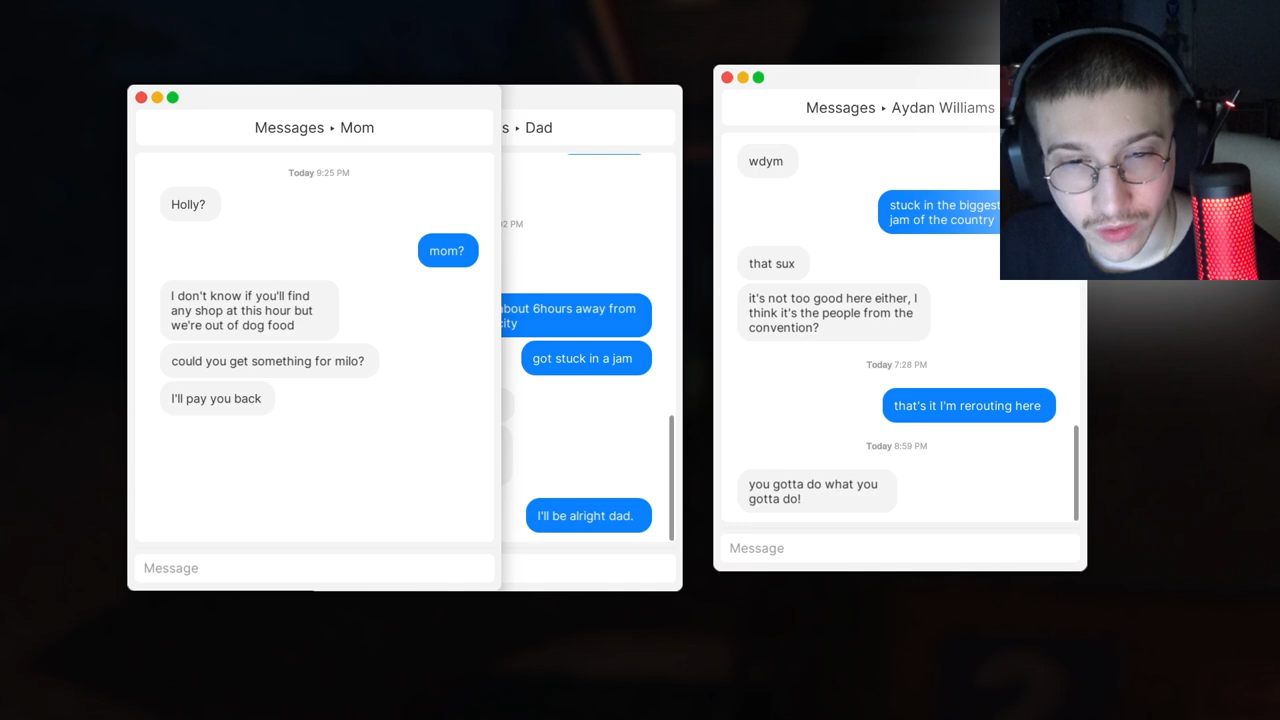 Messages ▸ Mom
Today 9:25 PM
Holly?
mom?
I don't know if you'll find
any shop at this hour but
we're out of dog food
could you get something for milo?
I'll pay you back
Message
s ▸ Dad
02 PM
about 6hours away from
city
got stuck in a jam
I'll be alright dad.
Messages ▸ Aydan Williams
wdym
stuck in the biggest
jam of the country
that sux
it's not too good here either, I
think it's the people from the
convention?
Today 7:28 PM
that's it I'm rerouting here
Today 8:59 PM
you gotta do what you
gotta do!
Message